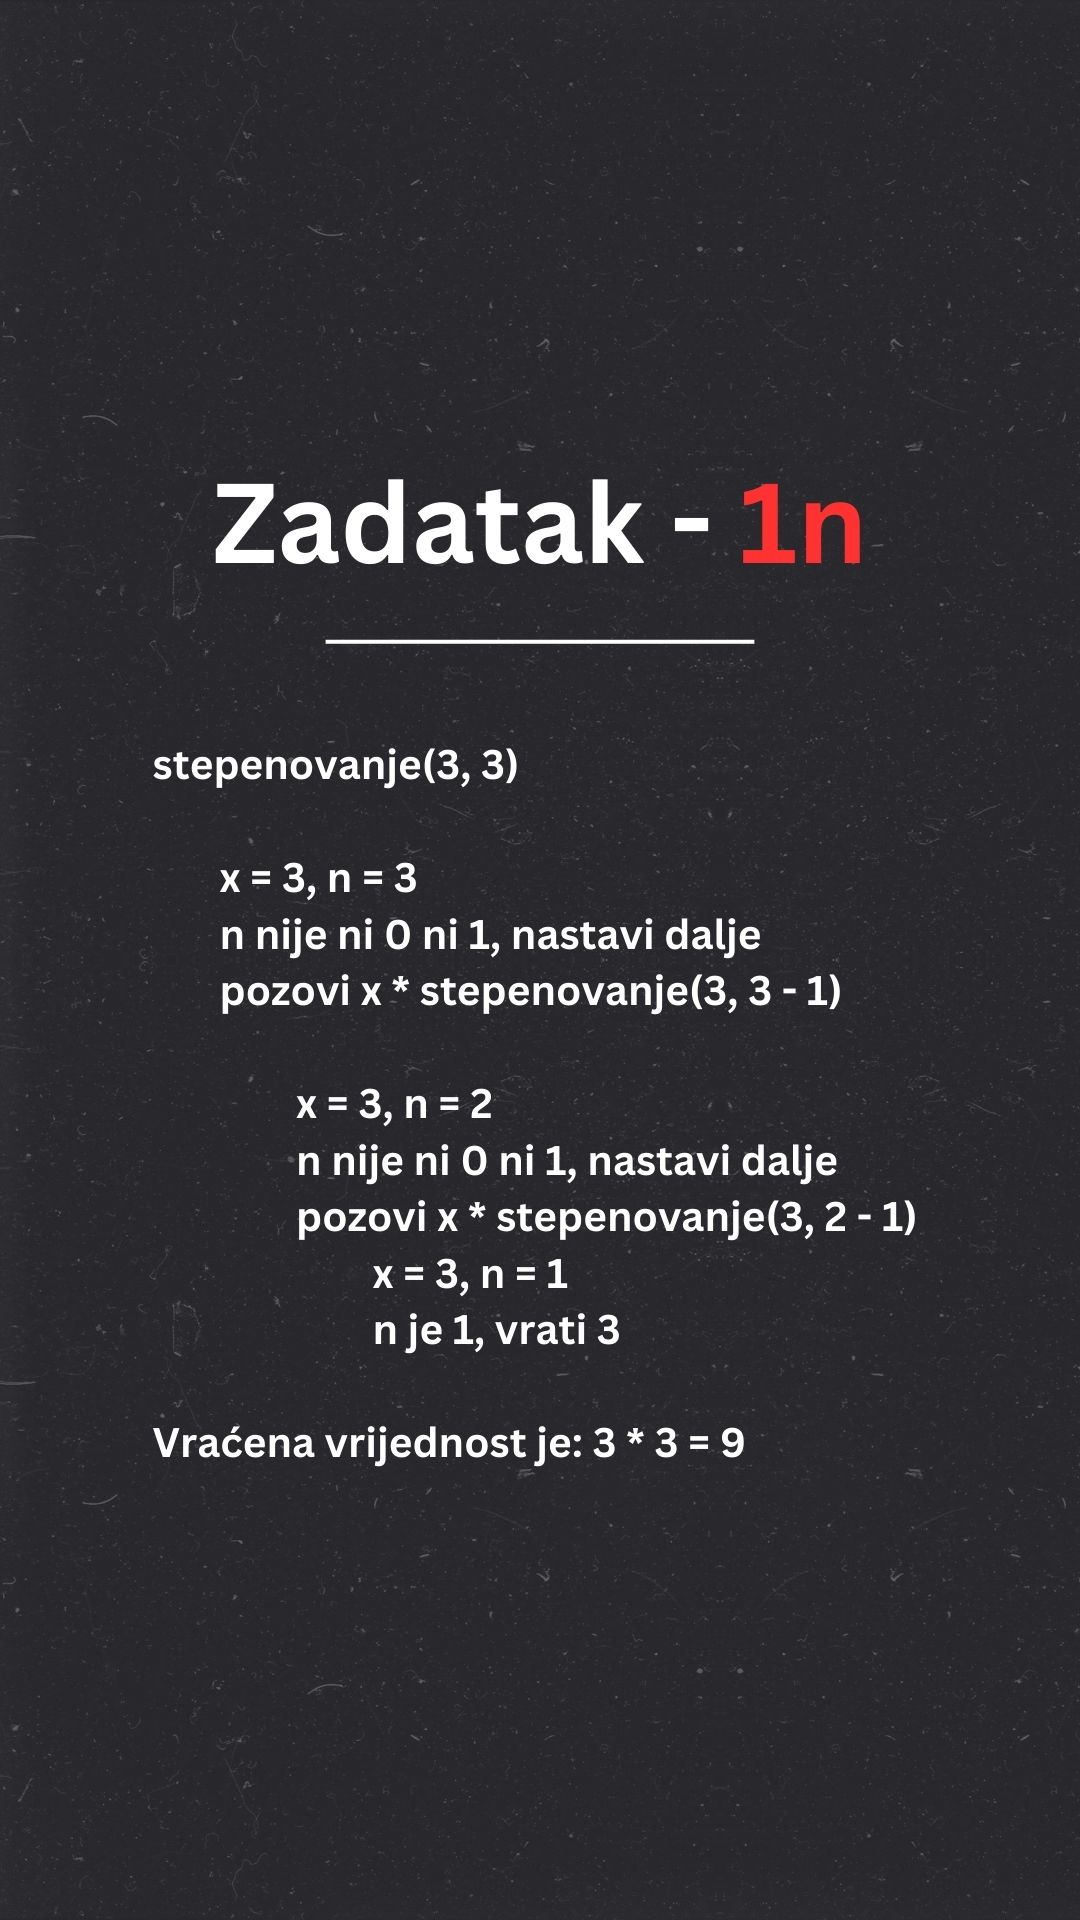 Zadatak - 1n
stepenovanje(3, 3)
x = 3, n = 3
n nije ni 0 ni 1, nastavi dalje
pozovi x * stepenovanje(3, 3 - 1)
x = 3, n = 2
n nije ni 0 ni 1, nastavi dalje
pozovi x * stepenovanje(3, 2 - 1)
x = 3, n = 1
n je 1, vrati 3
Vraćena vrijednost je: 3 * 3 = 9